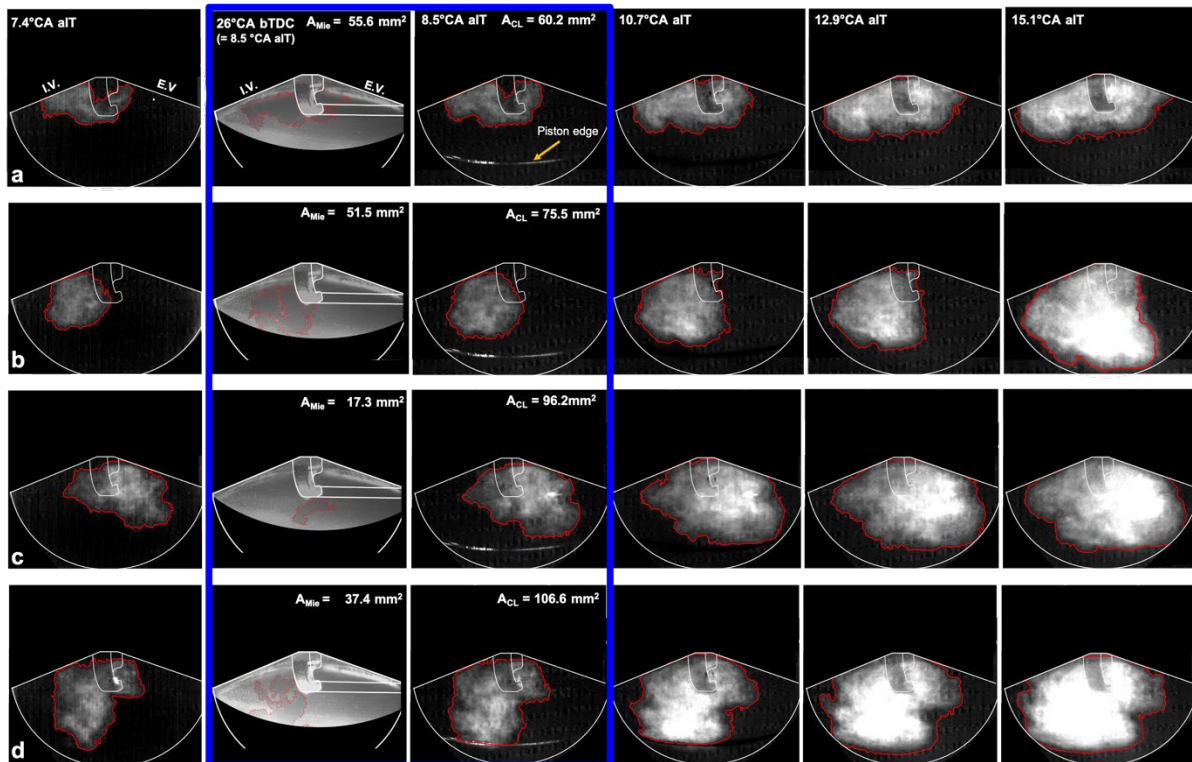 7.4°CA aIT
26°CA bTDC
(= 8.5 °CA aIT)
A_Mie = 55.6 mm²
8.5°CA aIT
A_CL = 60.2 mm²
10.7°CA aIT
12.9°CA aIT
15.1°CA aIT
I.V.
E.V
I.V.
E.V.
Piston edge
a
A_Mie = 51.5 mm²
A_CL = 75.5 mm²
b
A_Mie = 17.3 mm²
A_CL = 96.2mm²
c
A_Mie = 37.4 mm²
A_CL = 106.6 mm²
d